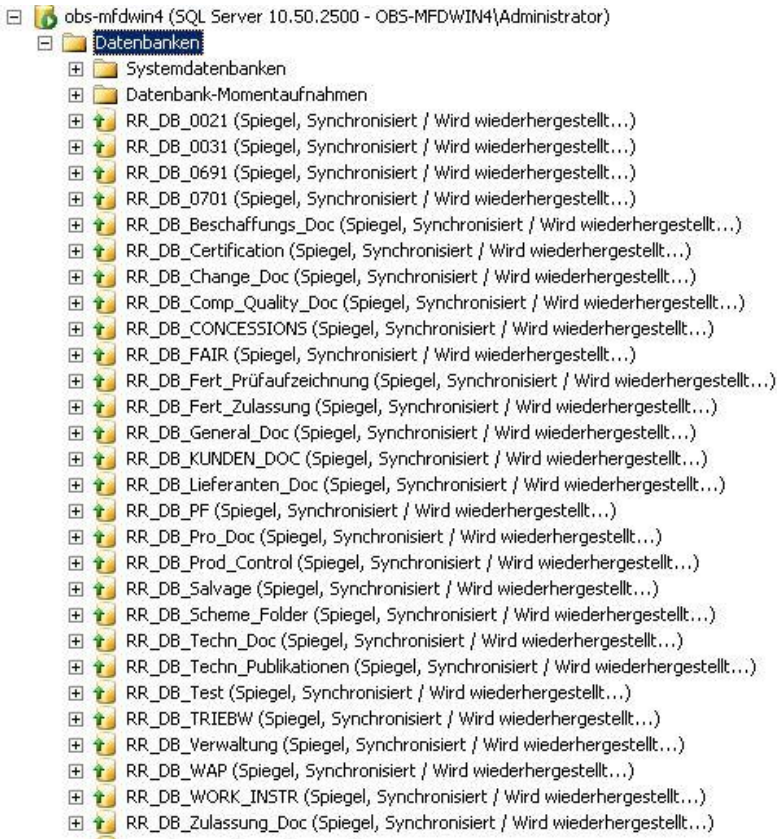 obs-mfdwin4 (SQL Server 10.50.2500 - OBS-MFDWIN4\Administrator)
Datenbanken
Systemdatenbanken
Datenbank-Momentaufnahmen
RR_DB_0021 (Spiegel, Synchronisiert / Wird wiederhergestellt...)
RR_DB_0031 (Spiegel, Synchronisiert / Wird wiederhergestellt...)
RR_DB_0691 (Spiegel, Synchronisiert / Wird wiederhergestellt...)
RR_DB_0701 (Spiegel, Synchronisiert / Wird wiederhergestellt...)
RR_DB_Beschaffungs_Doc (Spiegel, Synchronisiert / Wird wiederhergestellt...)
RR_DB_Certification (Spiegel, Synchronisiert / Wird wiederhergestellt...)
RR_DB_Change_Doc (Spiegel, Synchronisiert / Wird wiederhergestellt...)
RR_DB_Comp_Quality_Doc (Spiegel, Synchronisiert / Wird wiederhergestellt...)
RR_DB_CONCESSIONS (Spiegel, Synchronisiert / Wird wiederhergestellt...)
RR_DB_FAIR (Spiegel, Synchronisiert / Wird wiederhergestellt...)
RR_DB_Fert_Prüfaufzeichnung (Spiegel, Synchronisiert / Wird wiederhergestellt...)
RR_DB_Fert_Zulassung (Spiegel, Synchronisiert / Wird wiederhergestellt...)
RR_DB_General_Doc (Spiegel, Synchronisiert / Wird wiederhergestellt...)
RR_DB_KUNDEN_DOC (Spiegel, Synchronisiert / Wird wiederhergestellt...)
RR_DB_Lieferanten_Doc (Spiegel, Synchronisiert / Wird wiederhergestellt...)
RR_DB_PF (Spiegel, Synchronisiert / Wird wiederhergestellt...)
RR_DB_Pro_Doc (Spiegel, Synchronisiert / Wird wiederhergestellt...)
RR_DB_Prod_Control (Spiegel, Synchronisiert / Wird wiederhergestellt...)
RR_DB_Salvage (Spiegel, Synchronisiert / Wird wiederhergestellt...)
RR_DB_Scheme_Folder (Spiegel, Synchronisiert / Wird wiederhergestellt...)
RR_DB_Techn_Doc (Spiegel, Synchronisiert / Wird wiederhergestellt...)
RR_DB_Techn_Publikationen (Spiegel, Synchronisiert / Wird wiederhergestellt...)
RR_DB_Test (Spiegel, Synchronisiert / Wird wiederhergestellt...)
RR_DB_TRIEBW (Spiegel, Synchronisiert / Wird wiederhergestellt...)
RR_DB_Verwaltung (Spiegel, Synchronisiert / Wird wiederhergestellt...)
RR_DB_WAP (Spiegel, Synchronisiert / Wird wiederhergestellt...)
RR_DB_WORK_INSTR (Spiegel, Synchronisiert / Wird wiederhergestellt...)
RR_DB_Zulassung_Doc (Spiegel, Synchronisiert / Wird wiederhergestellt...)